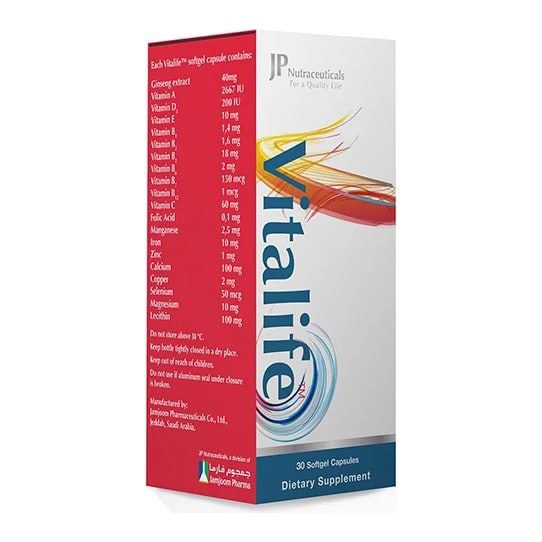 Each Vitalife™ softgel capsule contains:
Ginseng extract 40mg
Vitamin A 2667 IU
Vitamin D₃ 200 IU
Vitamin E 10 mg
Vitamin B₁ 1,4 mg
Vitamin B₂ 1,6 mg
Vitamin B₃ 18 mg
Vitamin B₆ 2 mg
Vitamin B₇ 150 mcg
Vitamin B₁₂ 1 mcg
Vitamin C 60 mg
Folic Acid 0,1 mg
Manganese 2,5 mg
Iron 10 mg
Zinc 1 mg
Calcium 100 mg
Copper 2 mg
Selenium 50 mcg
Magnesium 10 mg
Lecithin 100 mg
Do not store above 30 °C.
Keep bottle tightly closed in a dry place.
Keep out of reach of children.
Do not use if aluminum seal under closure
is broken.
Manufactured by:
Jamjoom Pharmaceuticals Co., Ltd.,
Jeddah, Saudi Arabia.
JP Nutraceuticals, a division of
جمجوم فارما
Jamjoom Pharma
JP Nutraceuticals
For a Quality Life
Vitalife™
30 Softgel Capsules
Dietary Supplement